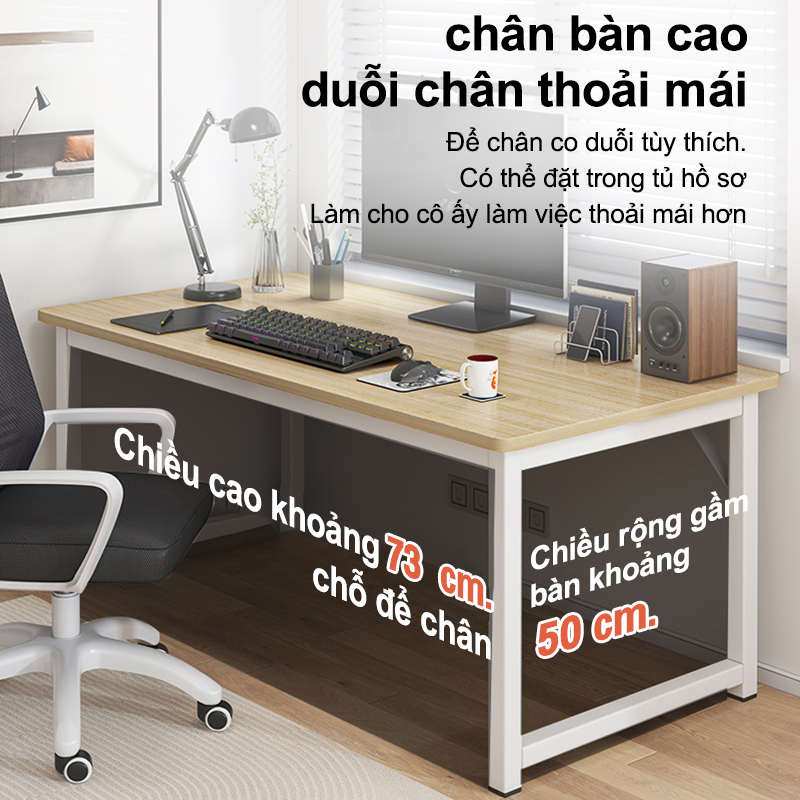 chân bàn cao
duỗi chân thoải mái
Để chân co duỗi tùy thích.
Có thể đặt trong tủ hồ sơ
Làm cho cô ấy làm việc thoải mái hơn
Chiều cao khoảng 73 cm.
chỗ để chân
Chiều rộng gầm
bàn khoảng
50 cm.